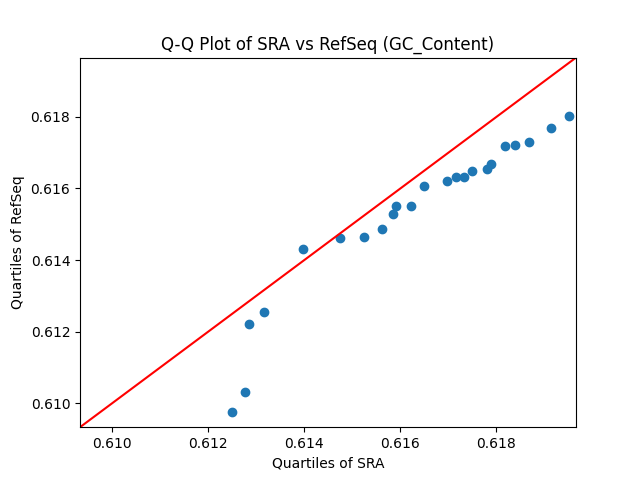 Q-Q Plot of SRA vs RefSeq (GC_Content)
Quartiles of RefSeq
0.618
0.616
0.614
0.612
0.610
0.610 0.612 0.614 0.616 0.618
Quartiles of SRA